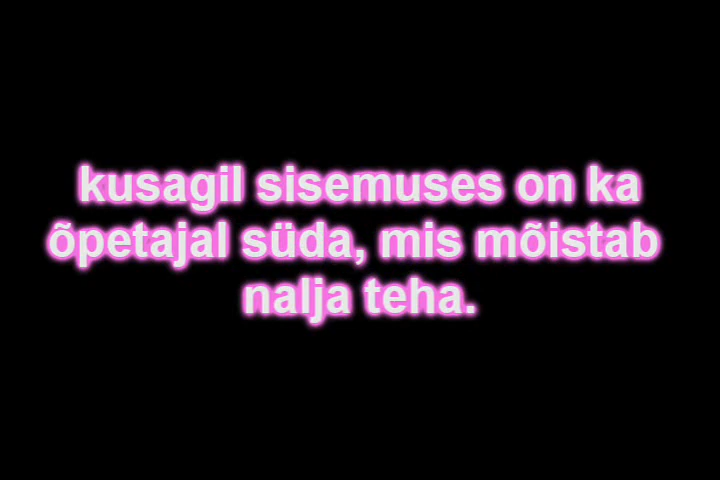 kusagil sisemuses on ka
õpetajal süda, mis mõistab
nalja teha.